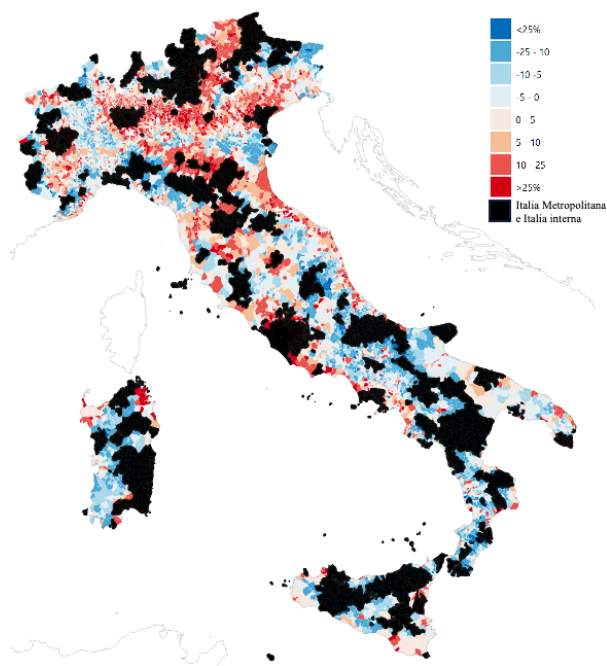 <25%
-25 - 10
-10 -5
-5 - 0
0 - 5
5 - 10
10 - 25
>25%
Italia Metropolitana
e Italia interna